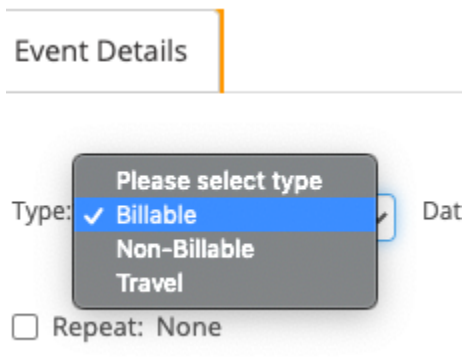 Event Details
Please select type
Type: ✓ Billable Dat
Non-Billable
Travel
Repeat: None